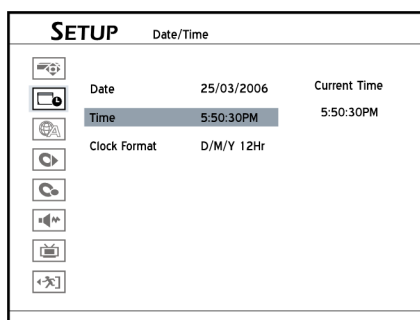 SETUP Date/Time
Date 25/03/2006 Current Time
Time 5:50:30PM 5:50:30PM
Clock Format D/M/Y 12Hr